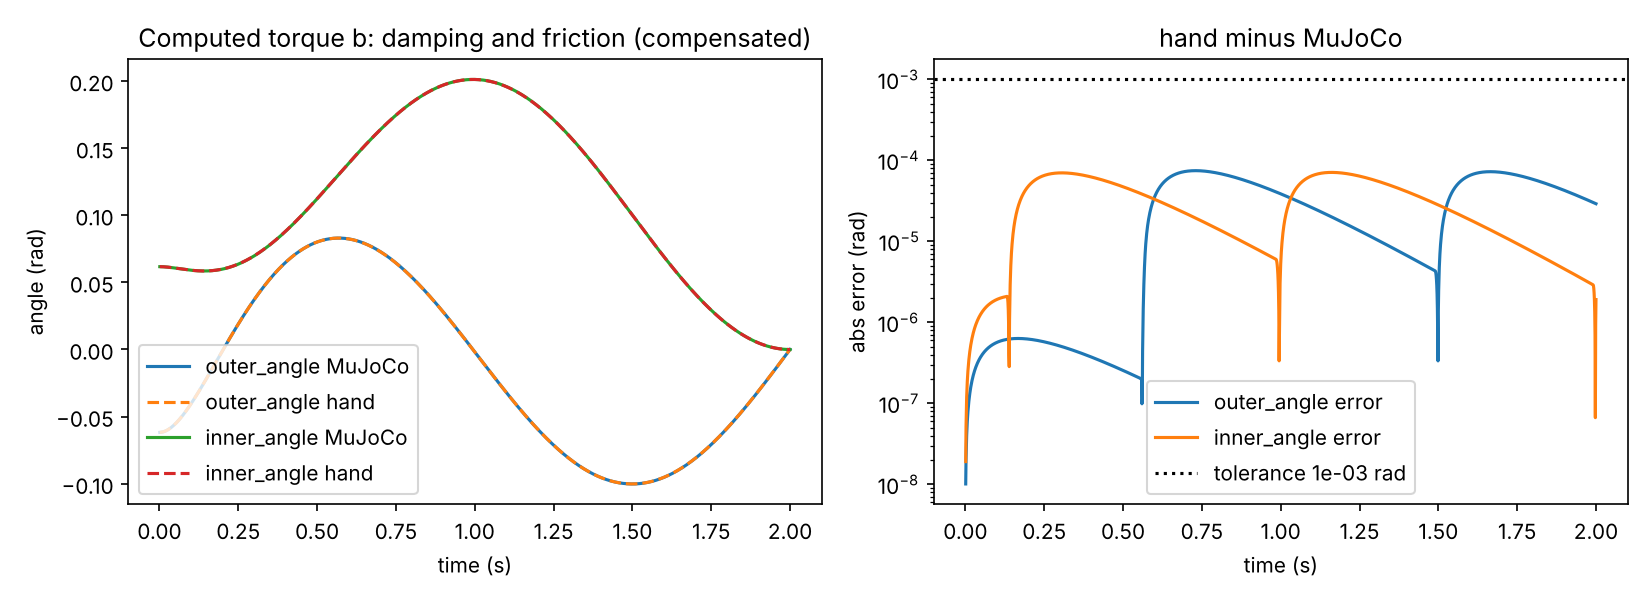 Computed torque b: damping and friction (compensated)
angle (rad)
0.20
0.15
0.10
0.05
0.00
−0.05
−0.10
outer_angle MuJoCo
outer_angle hand
inner_angle MuJoCo
inner_angle hand
0.00 0.25 0.50 0.75 1.00 1.25 1.50 1.75 2.00
time (s)
hand minus MuJoCo
abs error (rad)
10⁻³
10⁻⁴
10⁻⁵
10⁻⁶
10⁻⁷
10⁻⁸
outer_angle error
inner_angle error
tolerance 1e-03 rad
0.00 0.25 0.50 0.75 1.00 1.25 1.50 1.75 2.00
time (s)